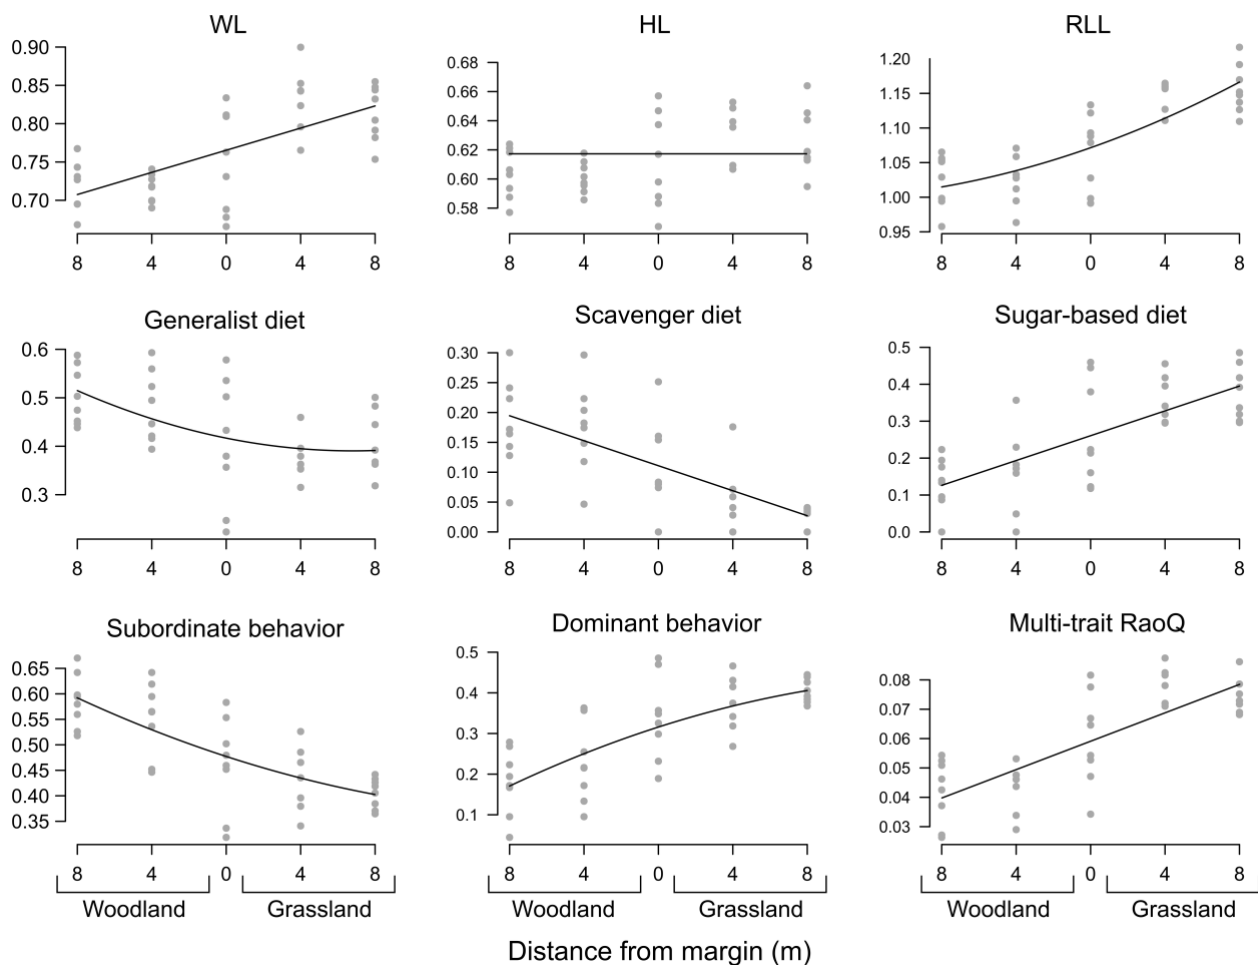 WL
0.90
0.85
0.80
0.75
0.70
8 4 0 4 8
HL
0.68
0.66
0.64
0.62
0.60
0.58
8 4 0 4 8
RLL
1.20
1.15
1.10
1.05
1.00
0.95
8 4 0 4 8
Generalist diet
0.6
0.5
0.4
0.3
8 4 0 4 8
Scavenger diet
0.30
0.25
0.20
0.15
0.10
0.05
0.00
8 4 0 4 8
Sugar-based diet
0.5
0.4
0.3
0.2
0.1
0.0
8 4 0 4 8
Subordinate behavior
0.65
0.60
0.55
0.50
0.45
0.40
0.35
8 4 0 4 8
Woodland Grassland
Dominant behavior
0.5
0.4
0.3
0.2
0.1
8 4 0 4 8
Woodland Grassland
Multi-trait RaoQ
0.08
0.07
0.06
0.05
0.04
0.03
8 4 0 4 8
Woodland Grassland
Distance from margin (m)